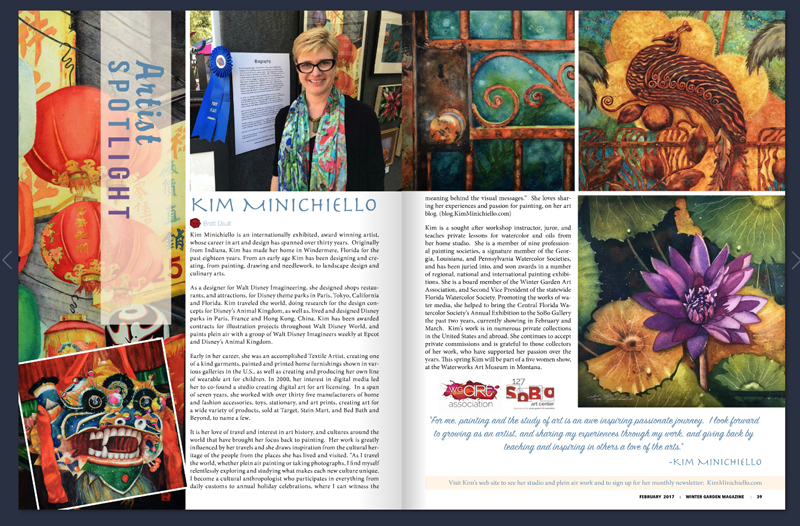 Artist
SPOTLIGHT
Biography
KIM MINICHIELLO
Brett Doull
Kim Minichiello is an internationally exhibited, award winning artist,
whose career in art and design has spanned over thirty years. Originally
from Indiana, Kim has made her home in Windermere, Florida for the
past eighteen years. From an early age Kim has been designing and cre-
ating, from painting, drawing and needlework, to landscape design and
culinary arts.
As a designer for Walt Disney Imagineering, she designed shops restau-
rants, and attractions, for Disney theme parks in Paris, Tokyo, California
and Florida. Kim traveled the world, doing research for the design con-
cepts for Disney's Animal Kingdom, as well as, lived and designed Disney
parks in Paris, France and Hong Kong, China. Kim has been awarded
contracts for illustration projects throughout Walt Disney World, and
paints plein air with a group of Walt Disney Imagineers weekly at Epcot
and Disney's Animal Kingdom.
Early in her career, she was an accomplished Textile Artist, creating one
of a kind garments, painted and printed home furnishings shown in var-
ious galleries in the U.S., as well as creating and producing her own line
of wearable art for children. In 2000, her interest in digital media led
her to co-found a studio creating digital art for art licensing. In a span
of seven years, she worked with over thirty five manufacturers of home
and fashion accessories, toys, stationary, and art prints, creating art for
a wide variety of products, sold at Target, Stein Mart, and Bed Bath and
Beyond, to name a few.
It is her love of travel and interest in art history, and cultures around the
world that have brought her focus back to painting. Her work is greatly
influenced by her travels and she draws inspiration from the cultural her-
itage of the people from the places she has lived and visited. "As I travel
the world, whether plein air painting or taking photographs, I find myself
relentlessly exploring and studying what makes each new culture unique.
I become a cultural anthropologist who participates in everything from
daily customs to annual holiday celebrations, where I can witness the
meaning behind the visual messages." She loves shar-
ing her experiences and passion for painting, on her art
blog. (blog.KimMinichiello.com)
Kim is a sought after workshop instructor, juror, and
teaches private lessons for watercolor and oils from
her home studio. She is a member of nine profession-
al painting societies, a signature member of the Geor-
gia, Louisiana, and Pennsylvania Watercolor Societies,
and has been juried into, and won awards in a number
of regional, national and international painting exhibi-
tions. She is a board member of the Winter Garden Art
Association, and Second Vice President of the statewide
Florida Watercolor Society. Promoting the works of wa-
ter media, she helped to bring the Central Florida Wa-
tercolor Society's Annual Exhibition to the SoBo Gallery
the past two years, currently showing in February and
March. Kim's work is in numerous private collections
in the United States and abroad. She continues to accept
private commissions and is grateful to those collectors
of her work, who have supported her passion over the
years. This spring Kim will be part of a five women show,
at the Waterworks Art Museum in Montana.
wgart
association
127
SoBo
art center
"For me, painting and the study of art is an awe inspiring passionate journey. I look forward
to growing as an artist, and sharing my experiences through my work, and giving back by
teaching and inspiring in others a love of the arts."
-KIM MINICHIELLO
Visit Kim's web site to see her studio and plein air work and to sign up for her monthly newsletter: KimMinichiello.com
FEBRUARY 2017 | WINTER GARDEN MAGAZINE | 39